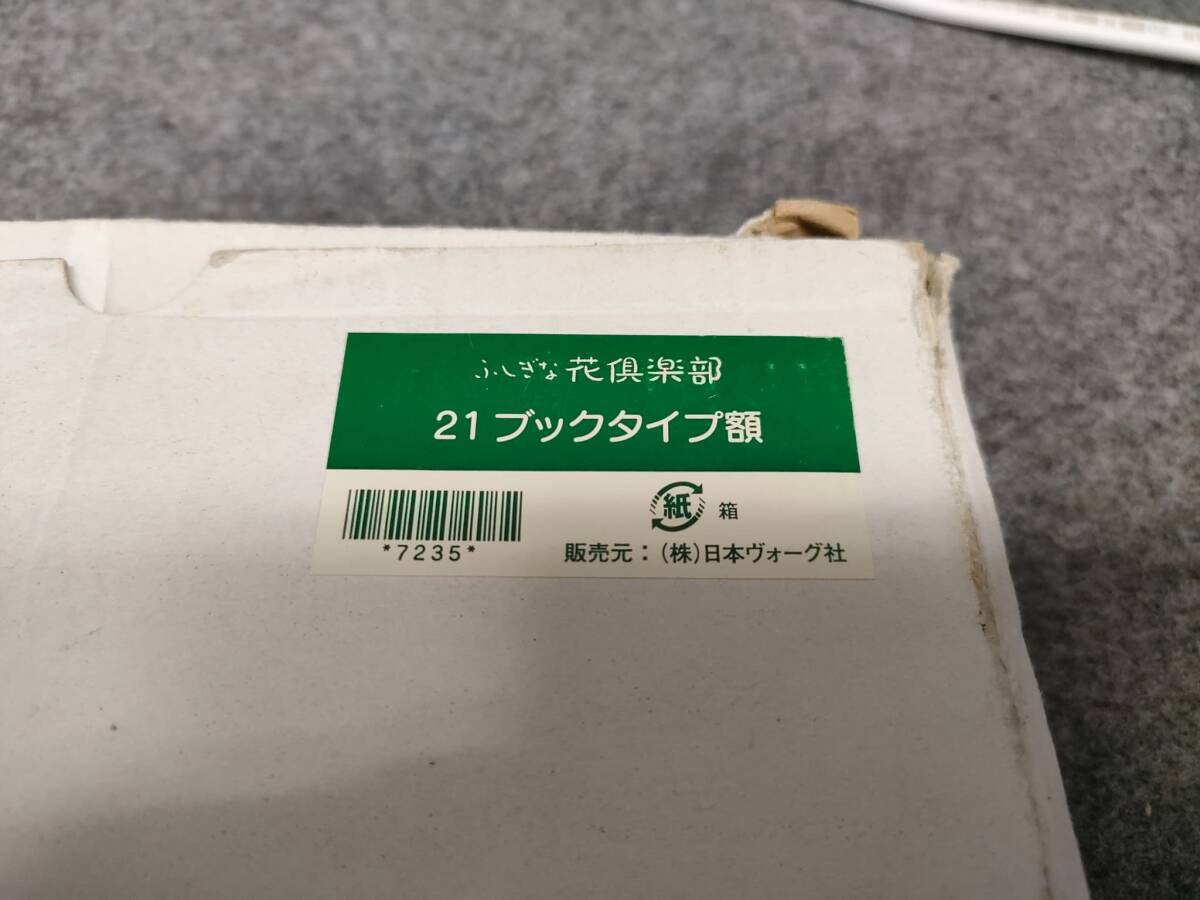 ふしぎな花倶楽部
21ブックタイプ額
紙 箱
*7235*
販売元：(株)日本ヴォーグ社